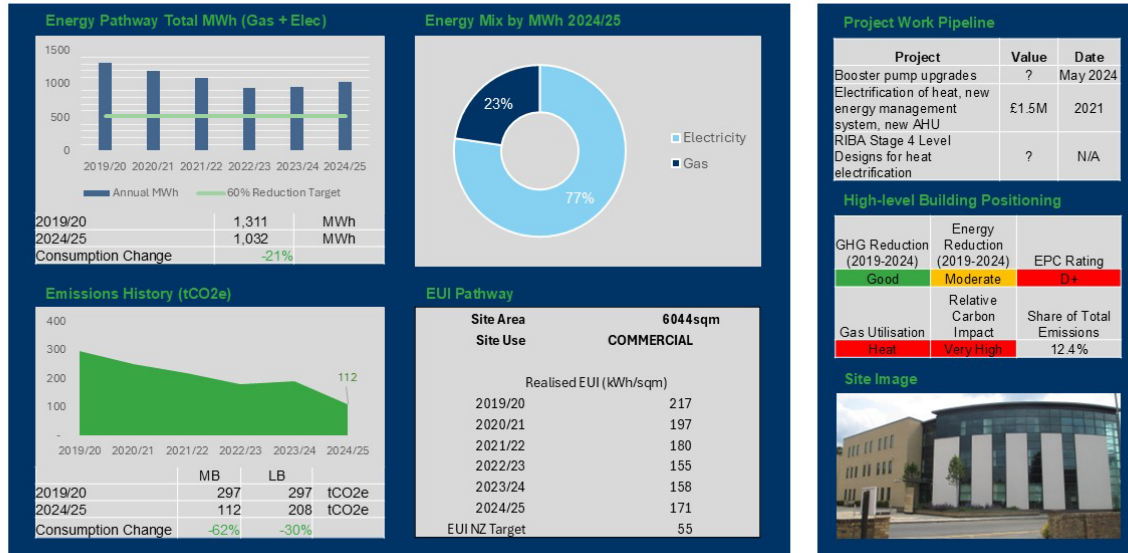 Energy Pathway Total MWh (Gas + Elec)
1500
1000
500
0
2019/20 2020/21 2021/22 2022/23 2023/24 2024/25
Annual MWh 60% Reduction Target
2019/20 1,311 MWh
2024/25 1,032 MWh
Consumption Change -21%
Energy Mix by MWh 2024/25
23%
77%
Electricity
Gas
Emissions History (tCO2e)
400
300
200
100
-
112
2019/20 2020/21 2021/22 2022/23 2023/24 2024/25
MB LB
2019/20 297 297 tCO2e
2024/25 112 208 tCO2e
Consumption Change -62% -30%
EUI Pathway
Site Area 6044sqm
Site Use COMMERCIAL
Realised EUI (kWh/sqm)
2019/20 217
2020/21 197
2021/22 180
2022/23 155
2023/24 158
2024/25 171
EUI NZ Target 55
Project Work Pipeline
Project Value Date
Booster pump upgrades ? May 2024
Electrification of heat, new
energy management £1.5M 2021
system, new AHU
RIBA Stage 4 Level
Designs for heat ? N/A
electrification
High-level Building Positioning
Energy
GHG Reduction Reduction
(2019-2024) (2019-2024) EPC Rating
Good Moderate D+
Relative
Carbon Share of Total
Gas Utilisation Impact Emissions
Heat Very High 12.4%
Site Image